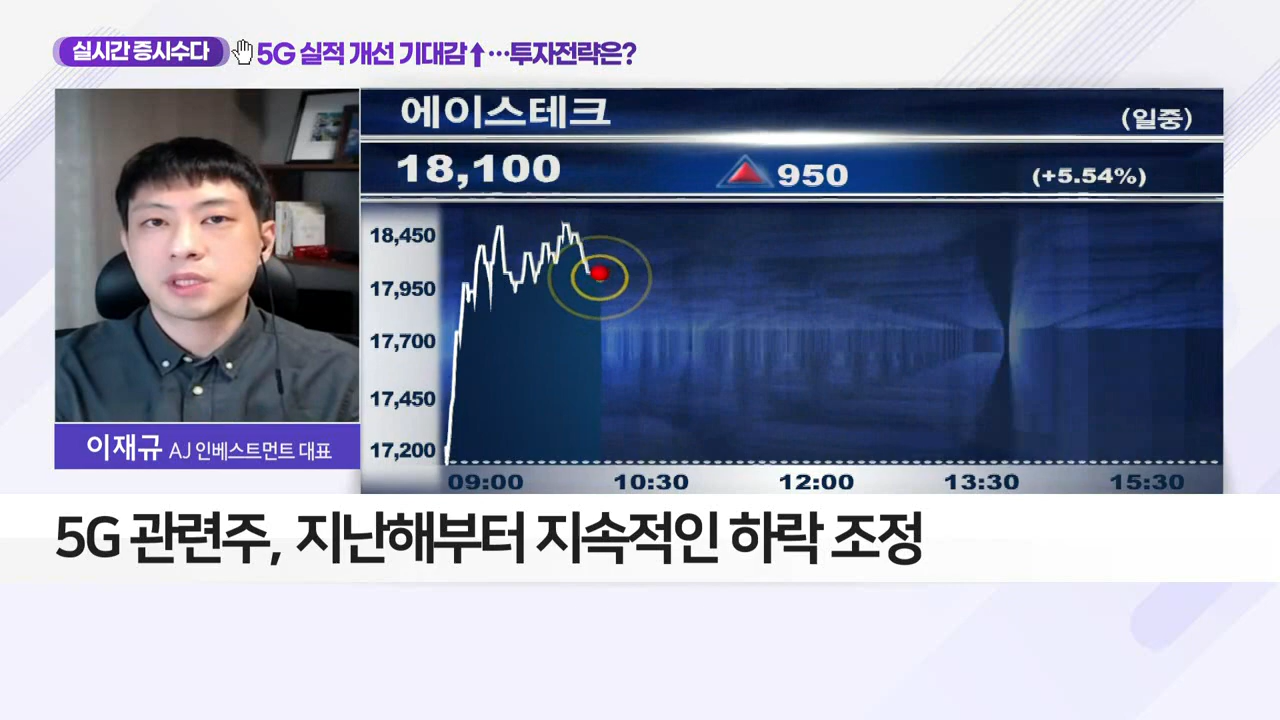 실시간 증시수다 5G 실적 개선 기대감↑…투자전략은?
에이스테크 (일중)
18,100 950 (+5.54%)
18,450
17,950
17,700
17,450
17,200
09:00 10:30 12:00 13:30 15:30
이재규 AJ 인베스트먼트 대표
5G 관련주, 지난해부터 지속적인 하락 조정